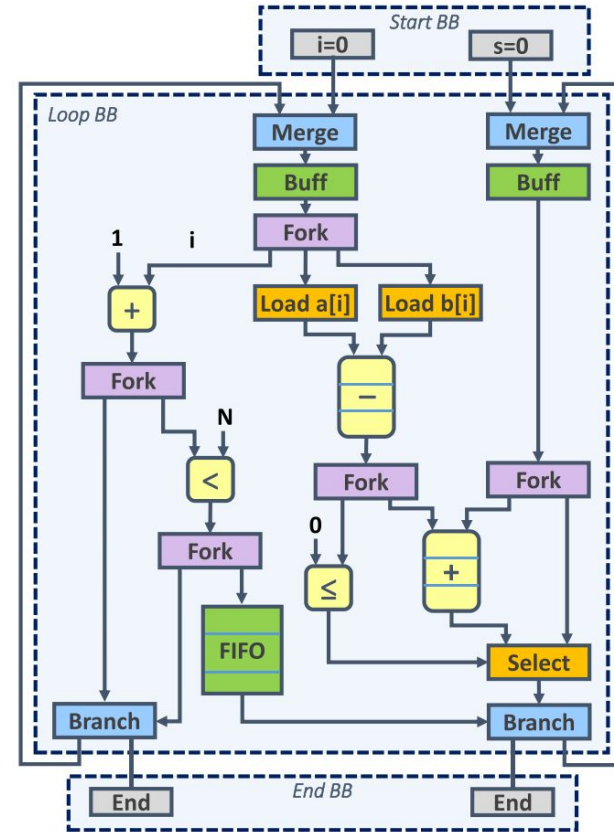 Start BB
i=0
s=0
Loop BB
Merge
Merge
Buff
Buff
1
i
Fork
+
Load a[i]
Load b[i]
Fork
−
N
<
Fork
Fork
0
Fork
≤
+
FIFO
Select
Branch
Branch
End
End BB
End